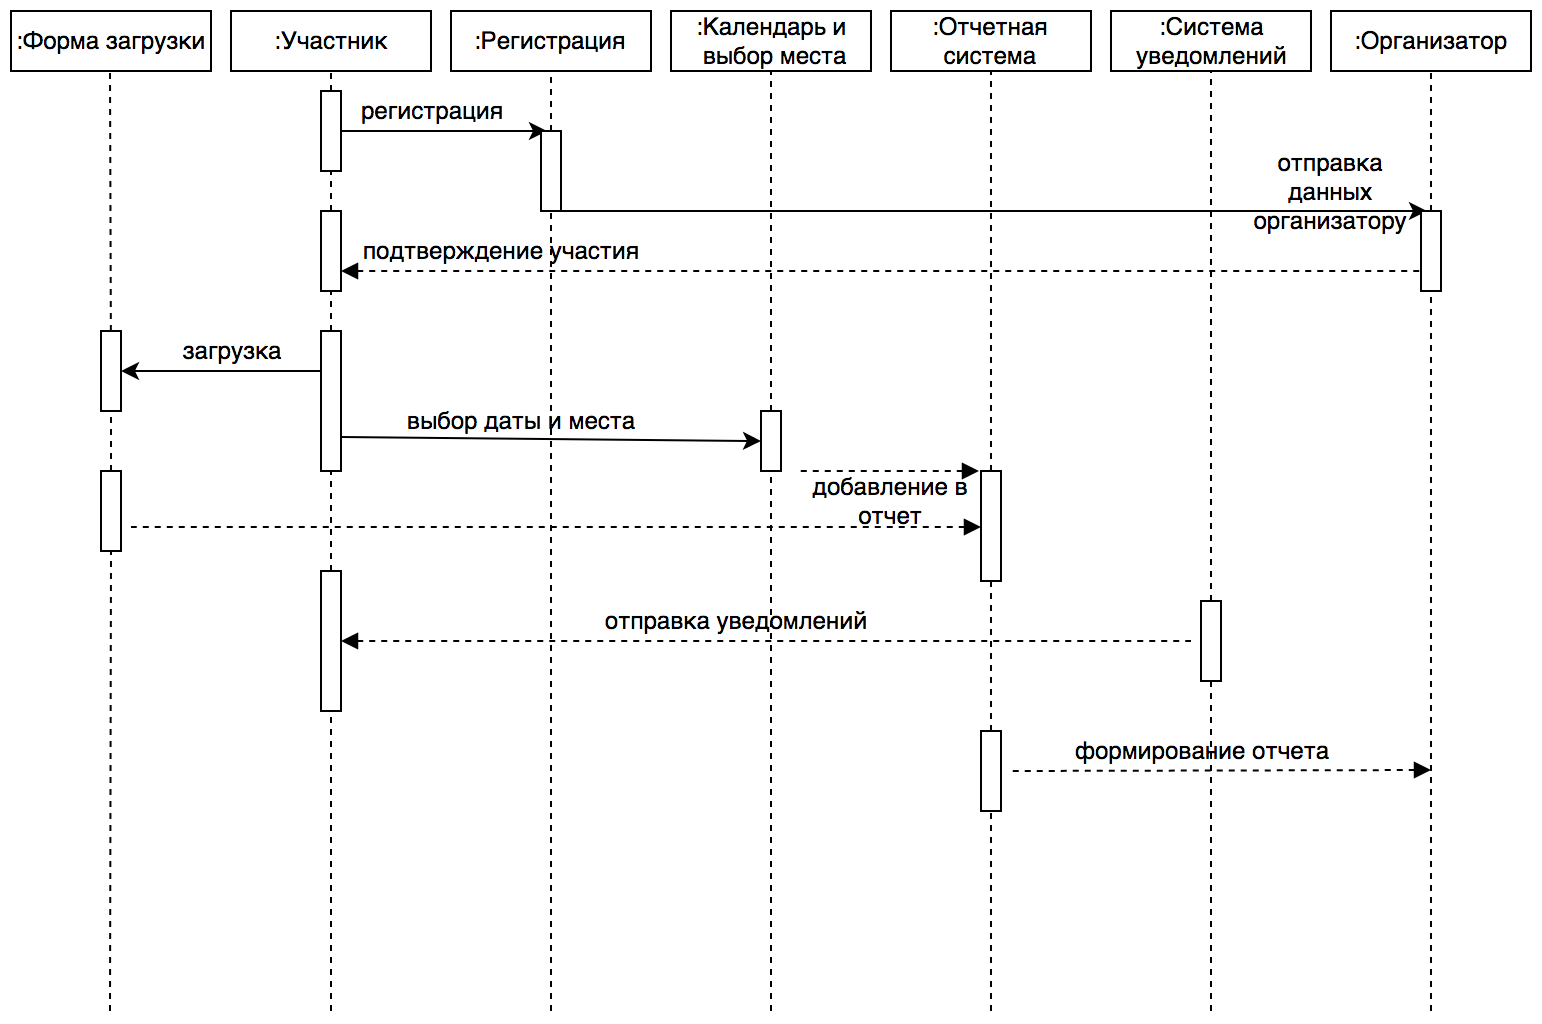 :Форма загрузки
:Участник
:Регистрация
:Календарь и
выбор места
:Отчетная
система
:Система
уведомлений
:Организатор
регистрация
отправка
данных
организатору
подтверждение участия
загрузка
выбор даты и места
добавление в
отчет
отправка уведомлений
формирование отчета